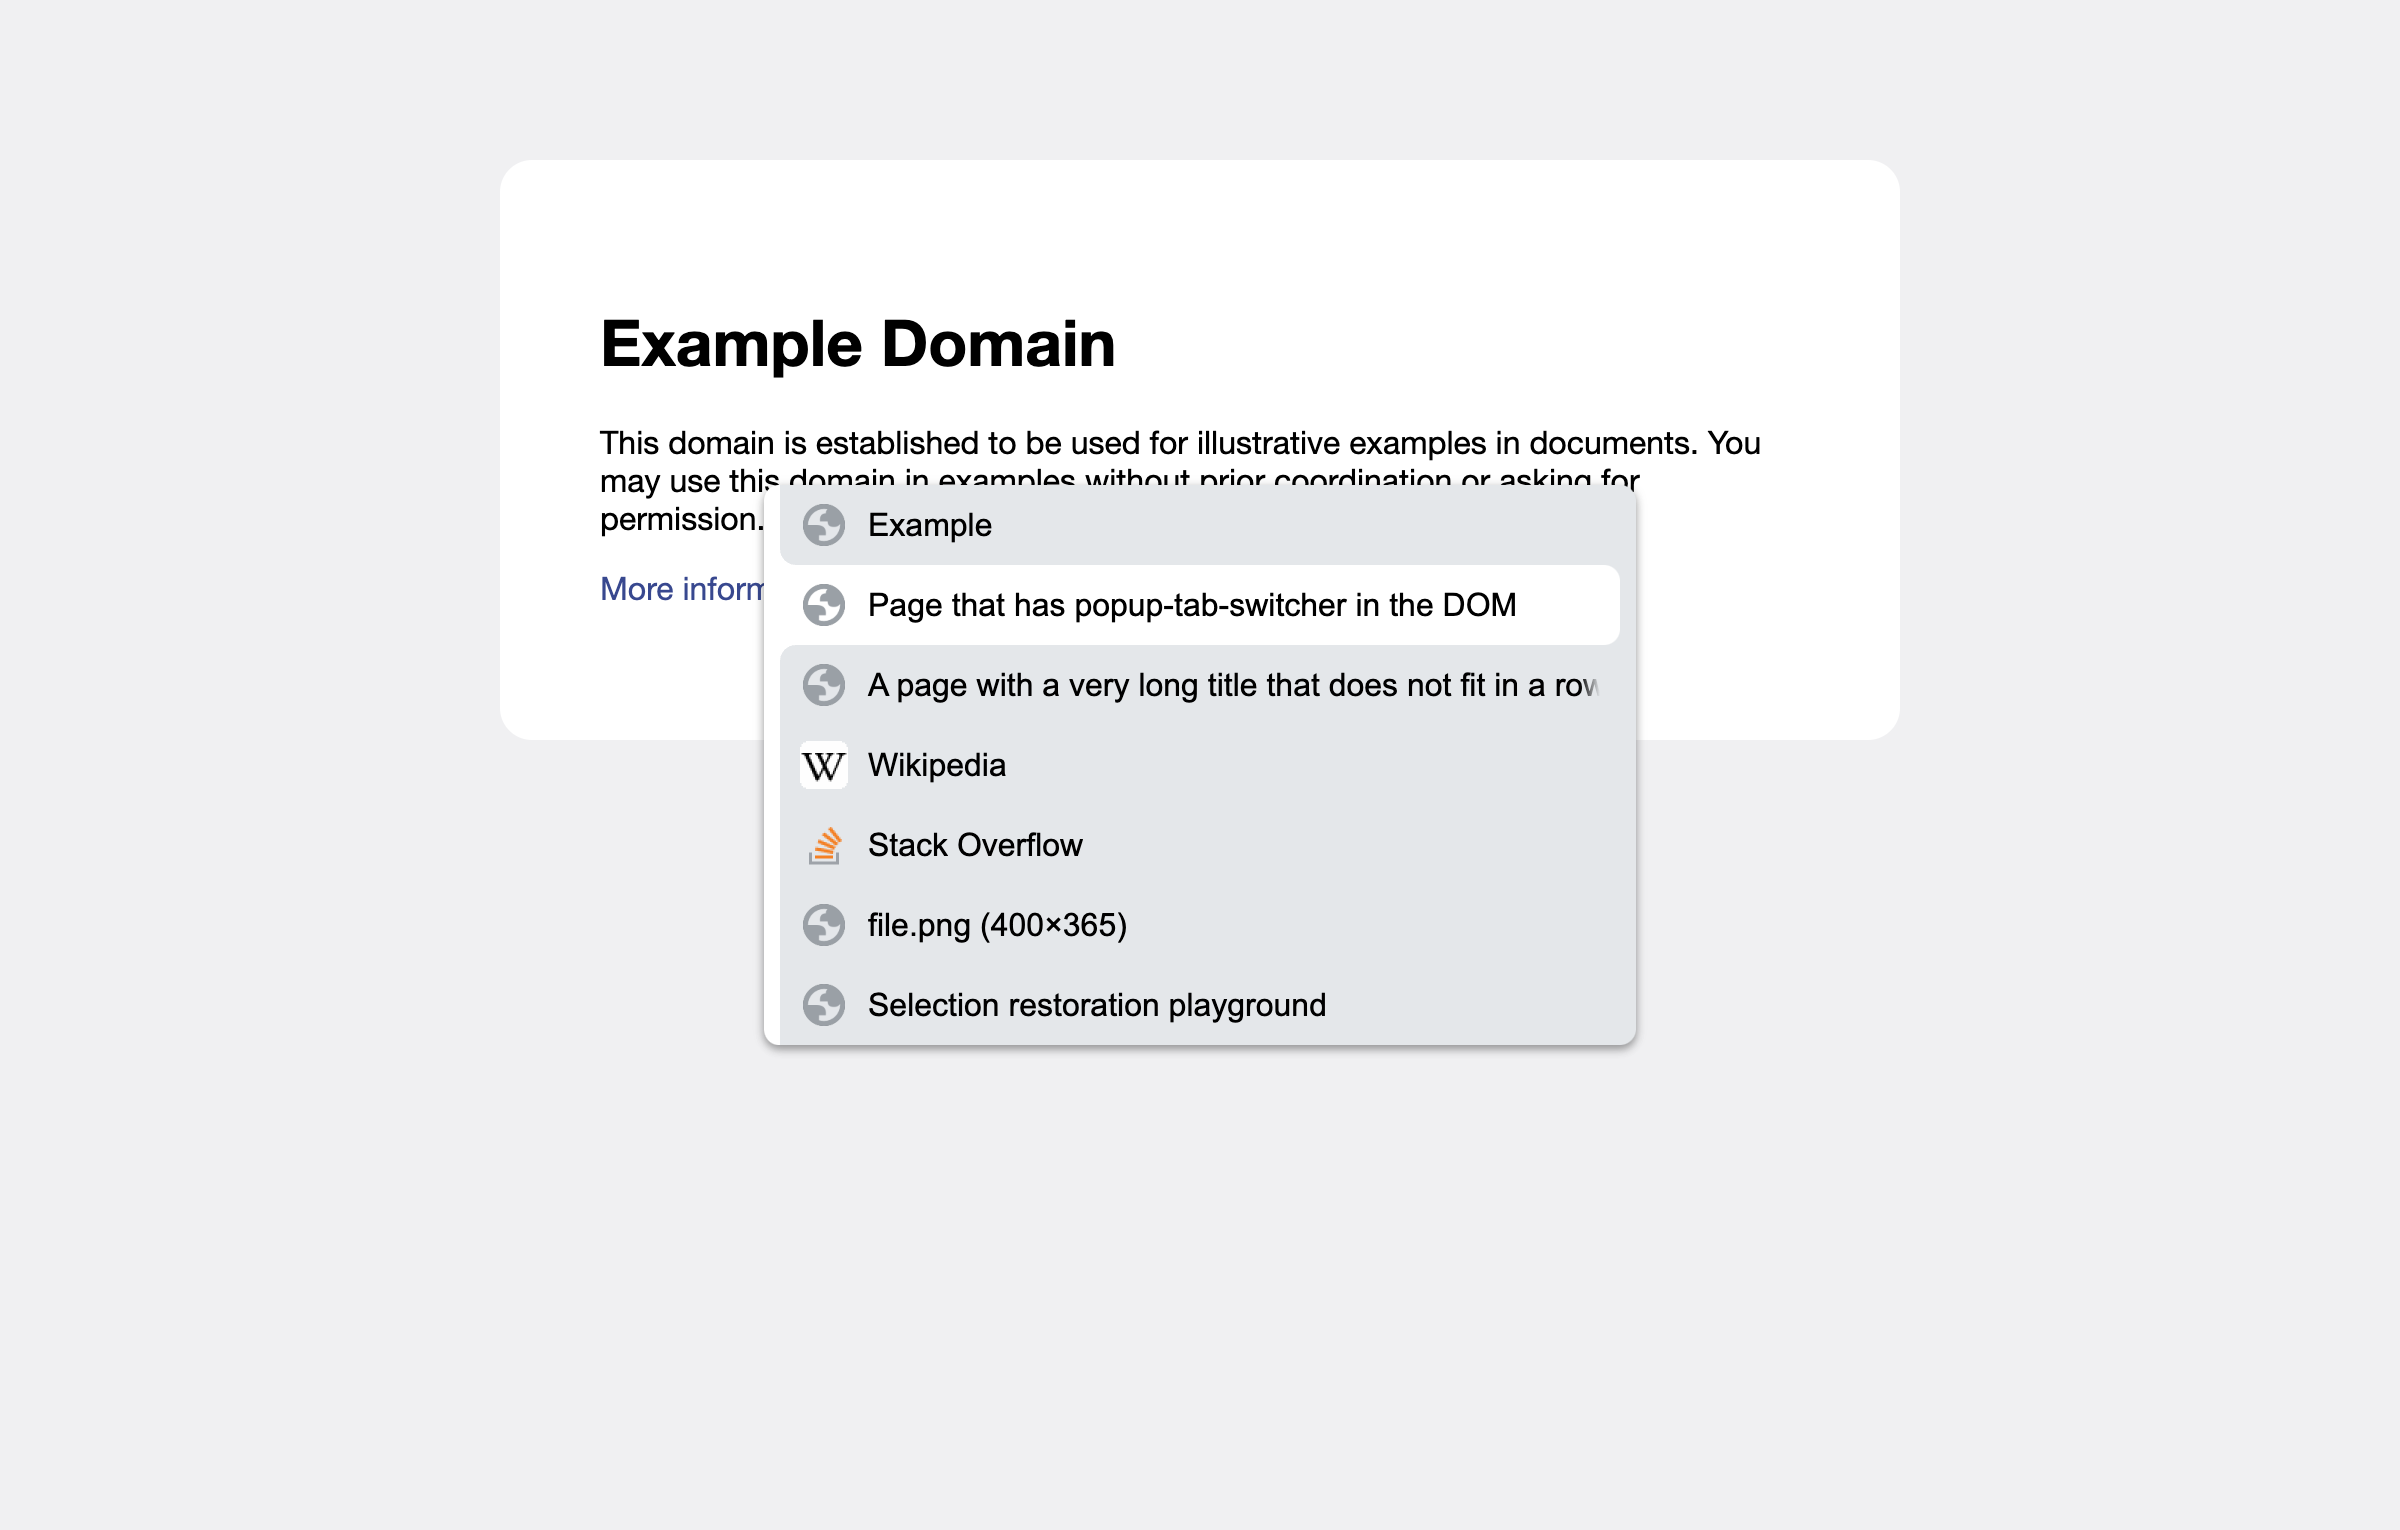 Example Domain
This domain is established to be used for illustrative examples in documents. You
may use this domain in examples without prior coordination or asking for
permission.
Example
More inform
Page that has popup-tab-switcher in the DOM
A page with a very long title that does not fit in a row
W Wikipedia
Stack Overflow
file.png (400×365)
Selection restoration playground